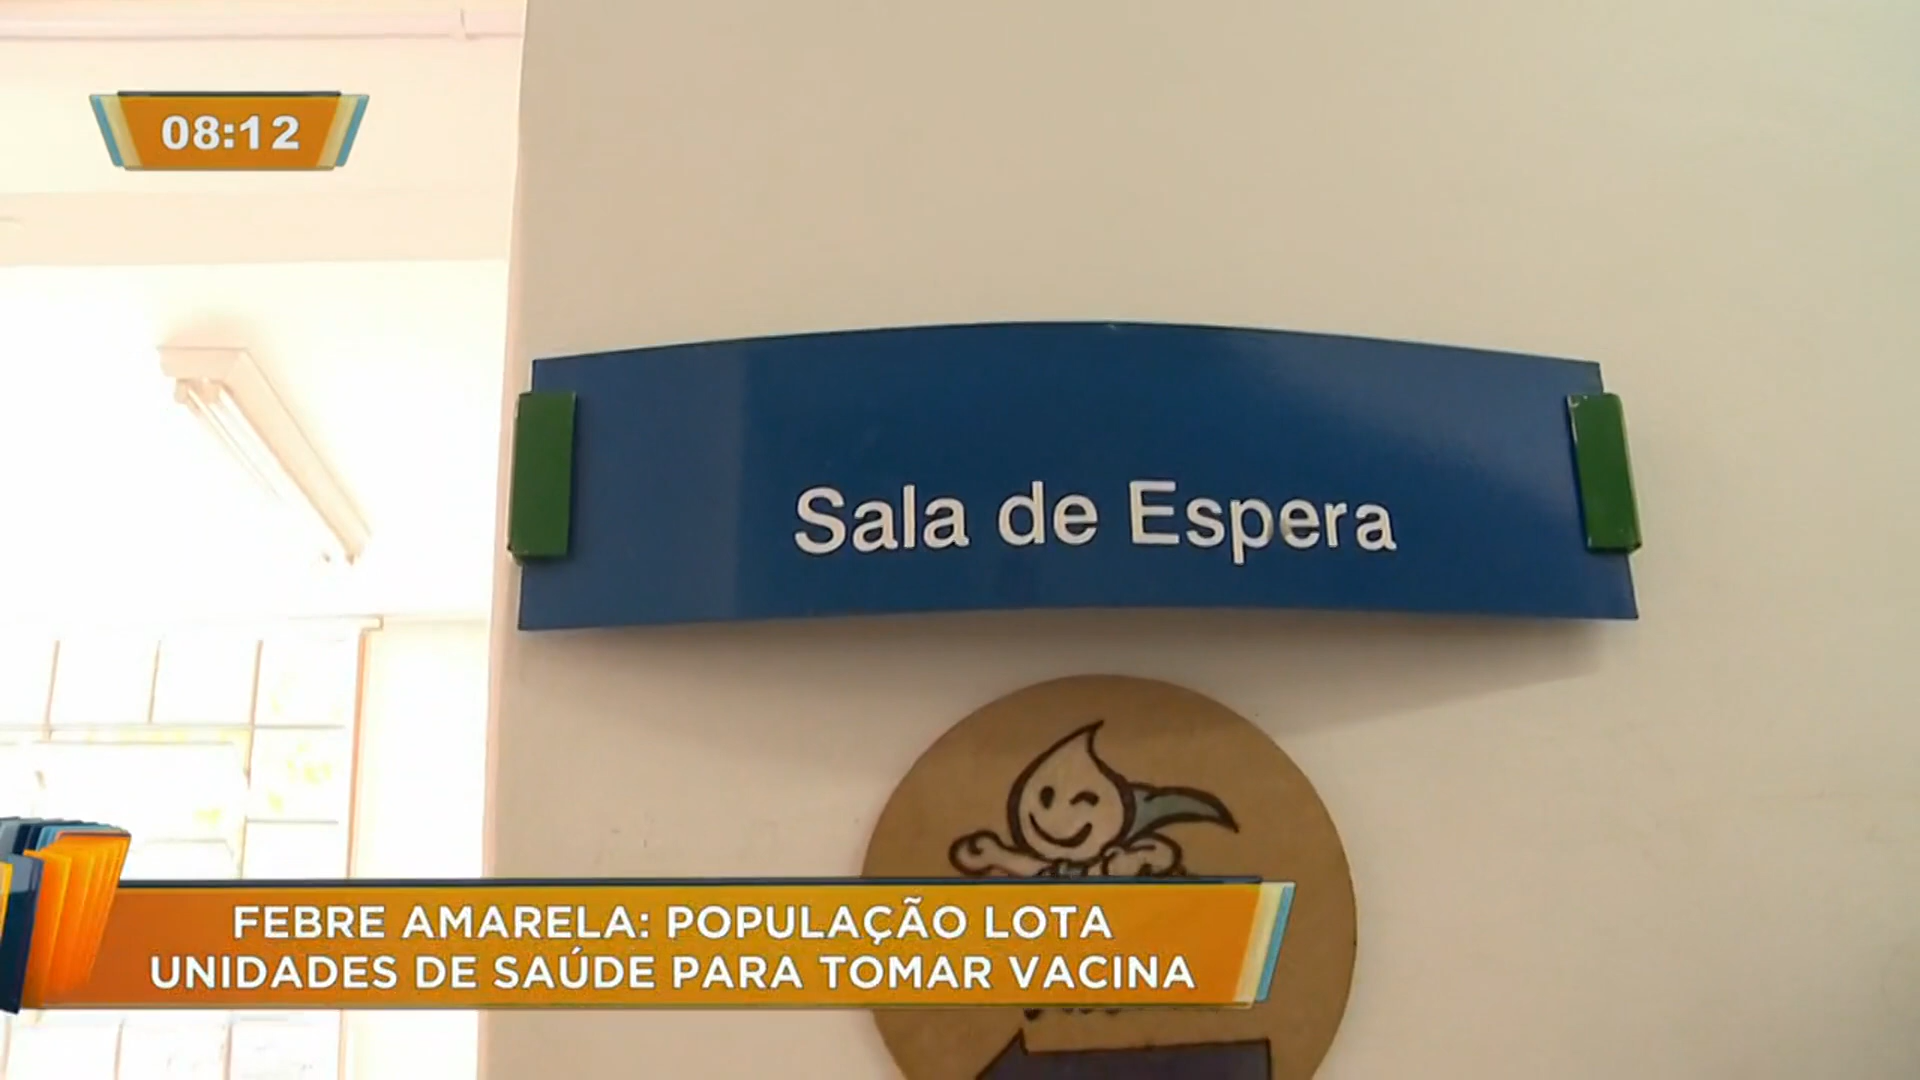 08:12
Sala de Espera
FEBRE AMARELA: POPULAÇÃO LOTA
UNIDADES DE SAÚDE PARA TOMAR VACINA